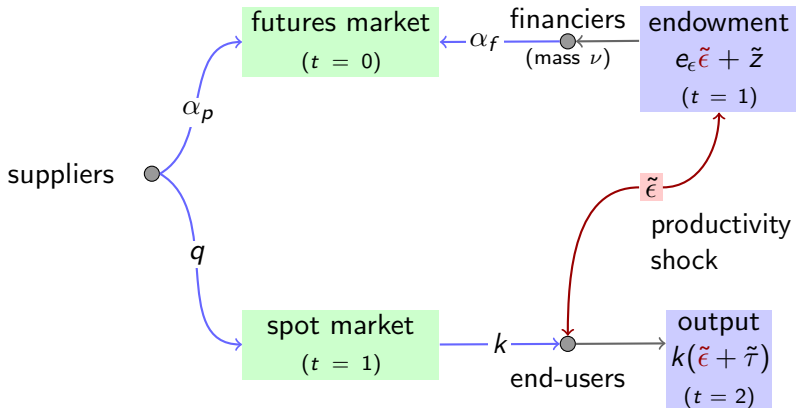 futures market
(t = 0)
α_f
financiers
(mass ν)
endowment
e_ϵ ϵ̃ + z̃
(t = 1)
α_p
suppliers
ϵ̃
productivity
shock
q
spot market
(t = 1)
k
end-users
output
k(ϵ̃ + τ̃)
(t = 2)